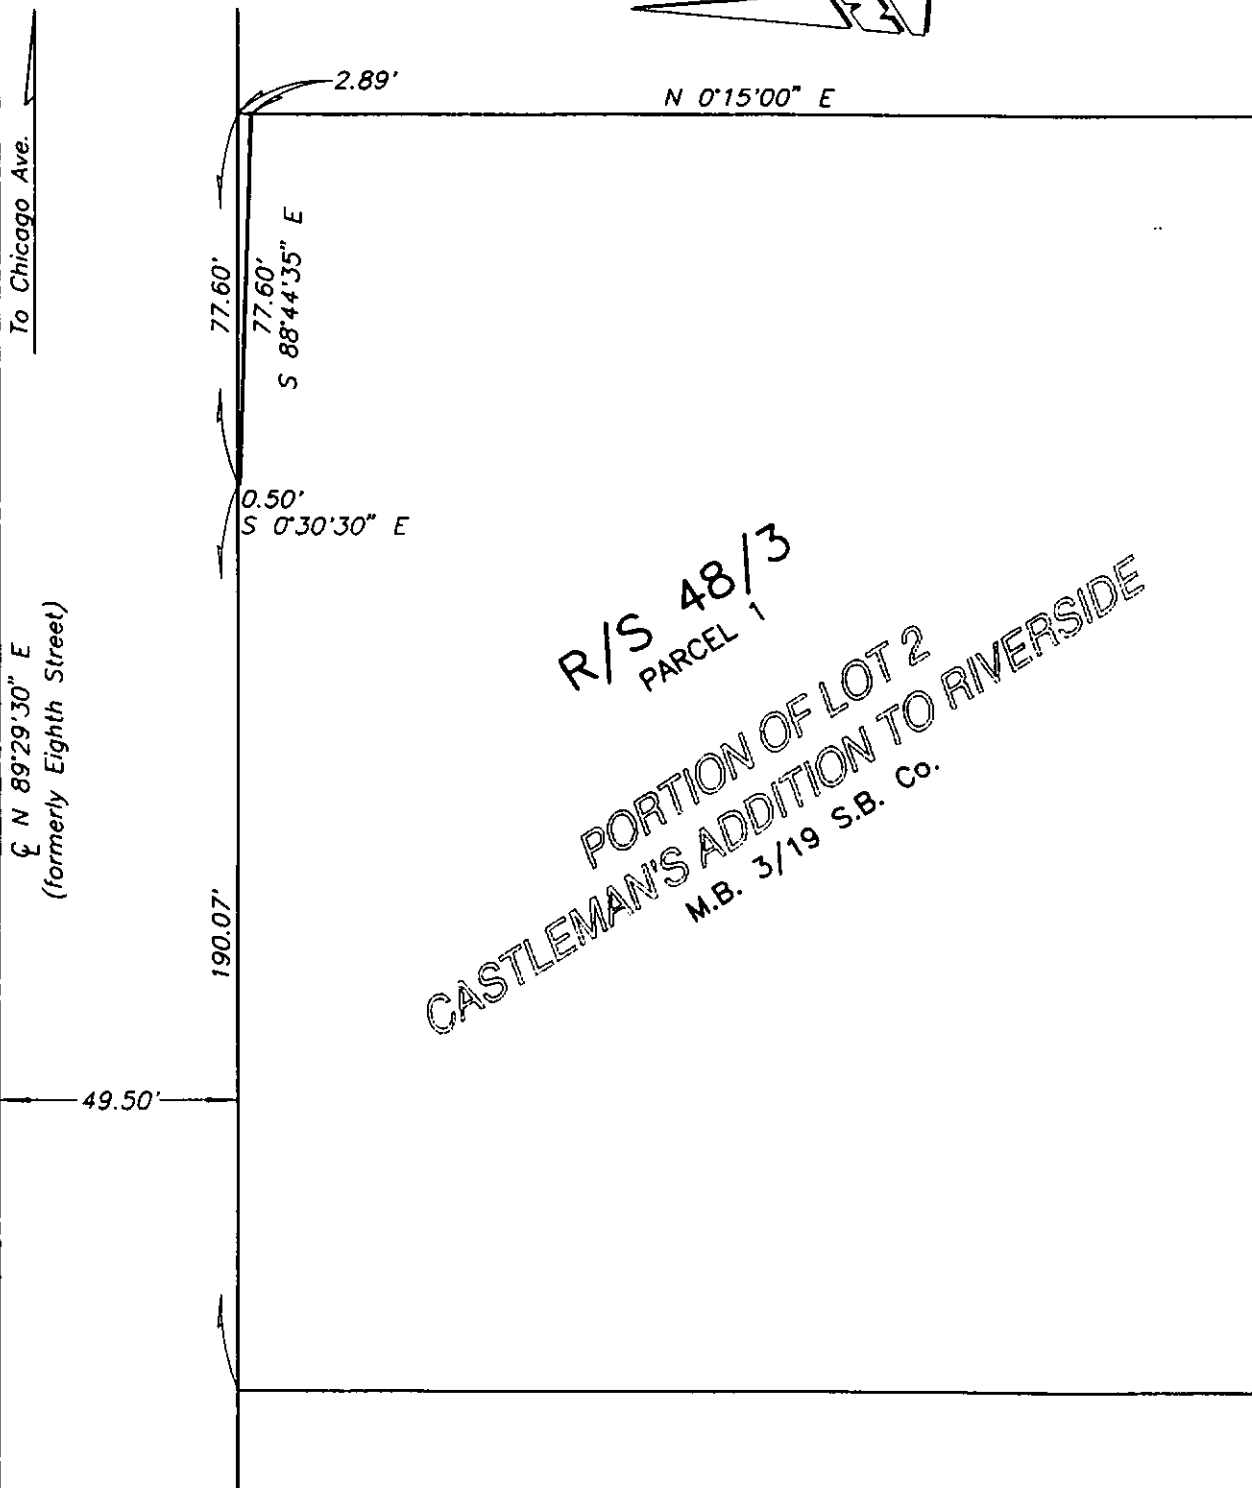 2.89'
N 0°15'00" E
To Chicago Ave.
77.60'
77.60'
S 88°44'35" E
0.50'
S 0°30'30" E
R/S 48/3
PARCEL 1
PORTION OF LOT 2
CASTLEMAN'S ADDITION TO RIVERSIDE
M.B. 3/19 S.B. Co.
℄ N 89°29'30" E
(formerly Eighth Street)
190.07'
49.50'